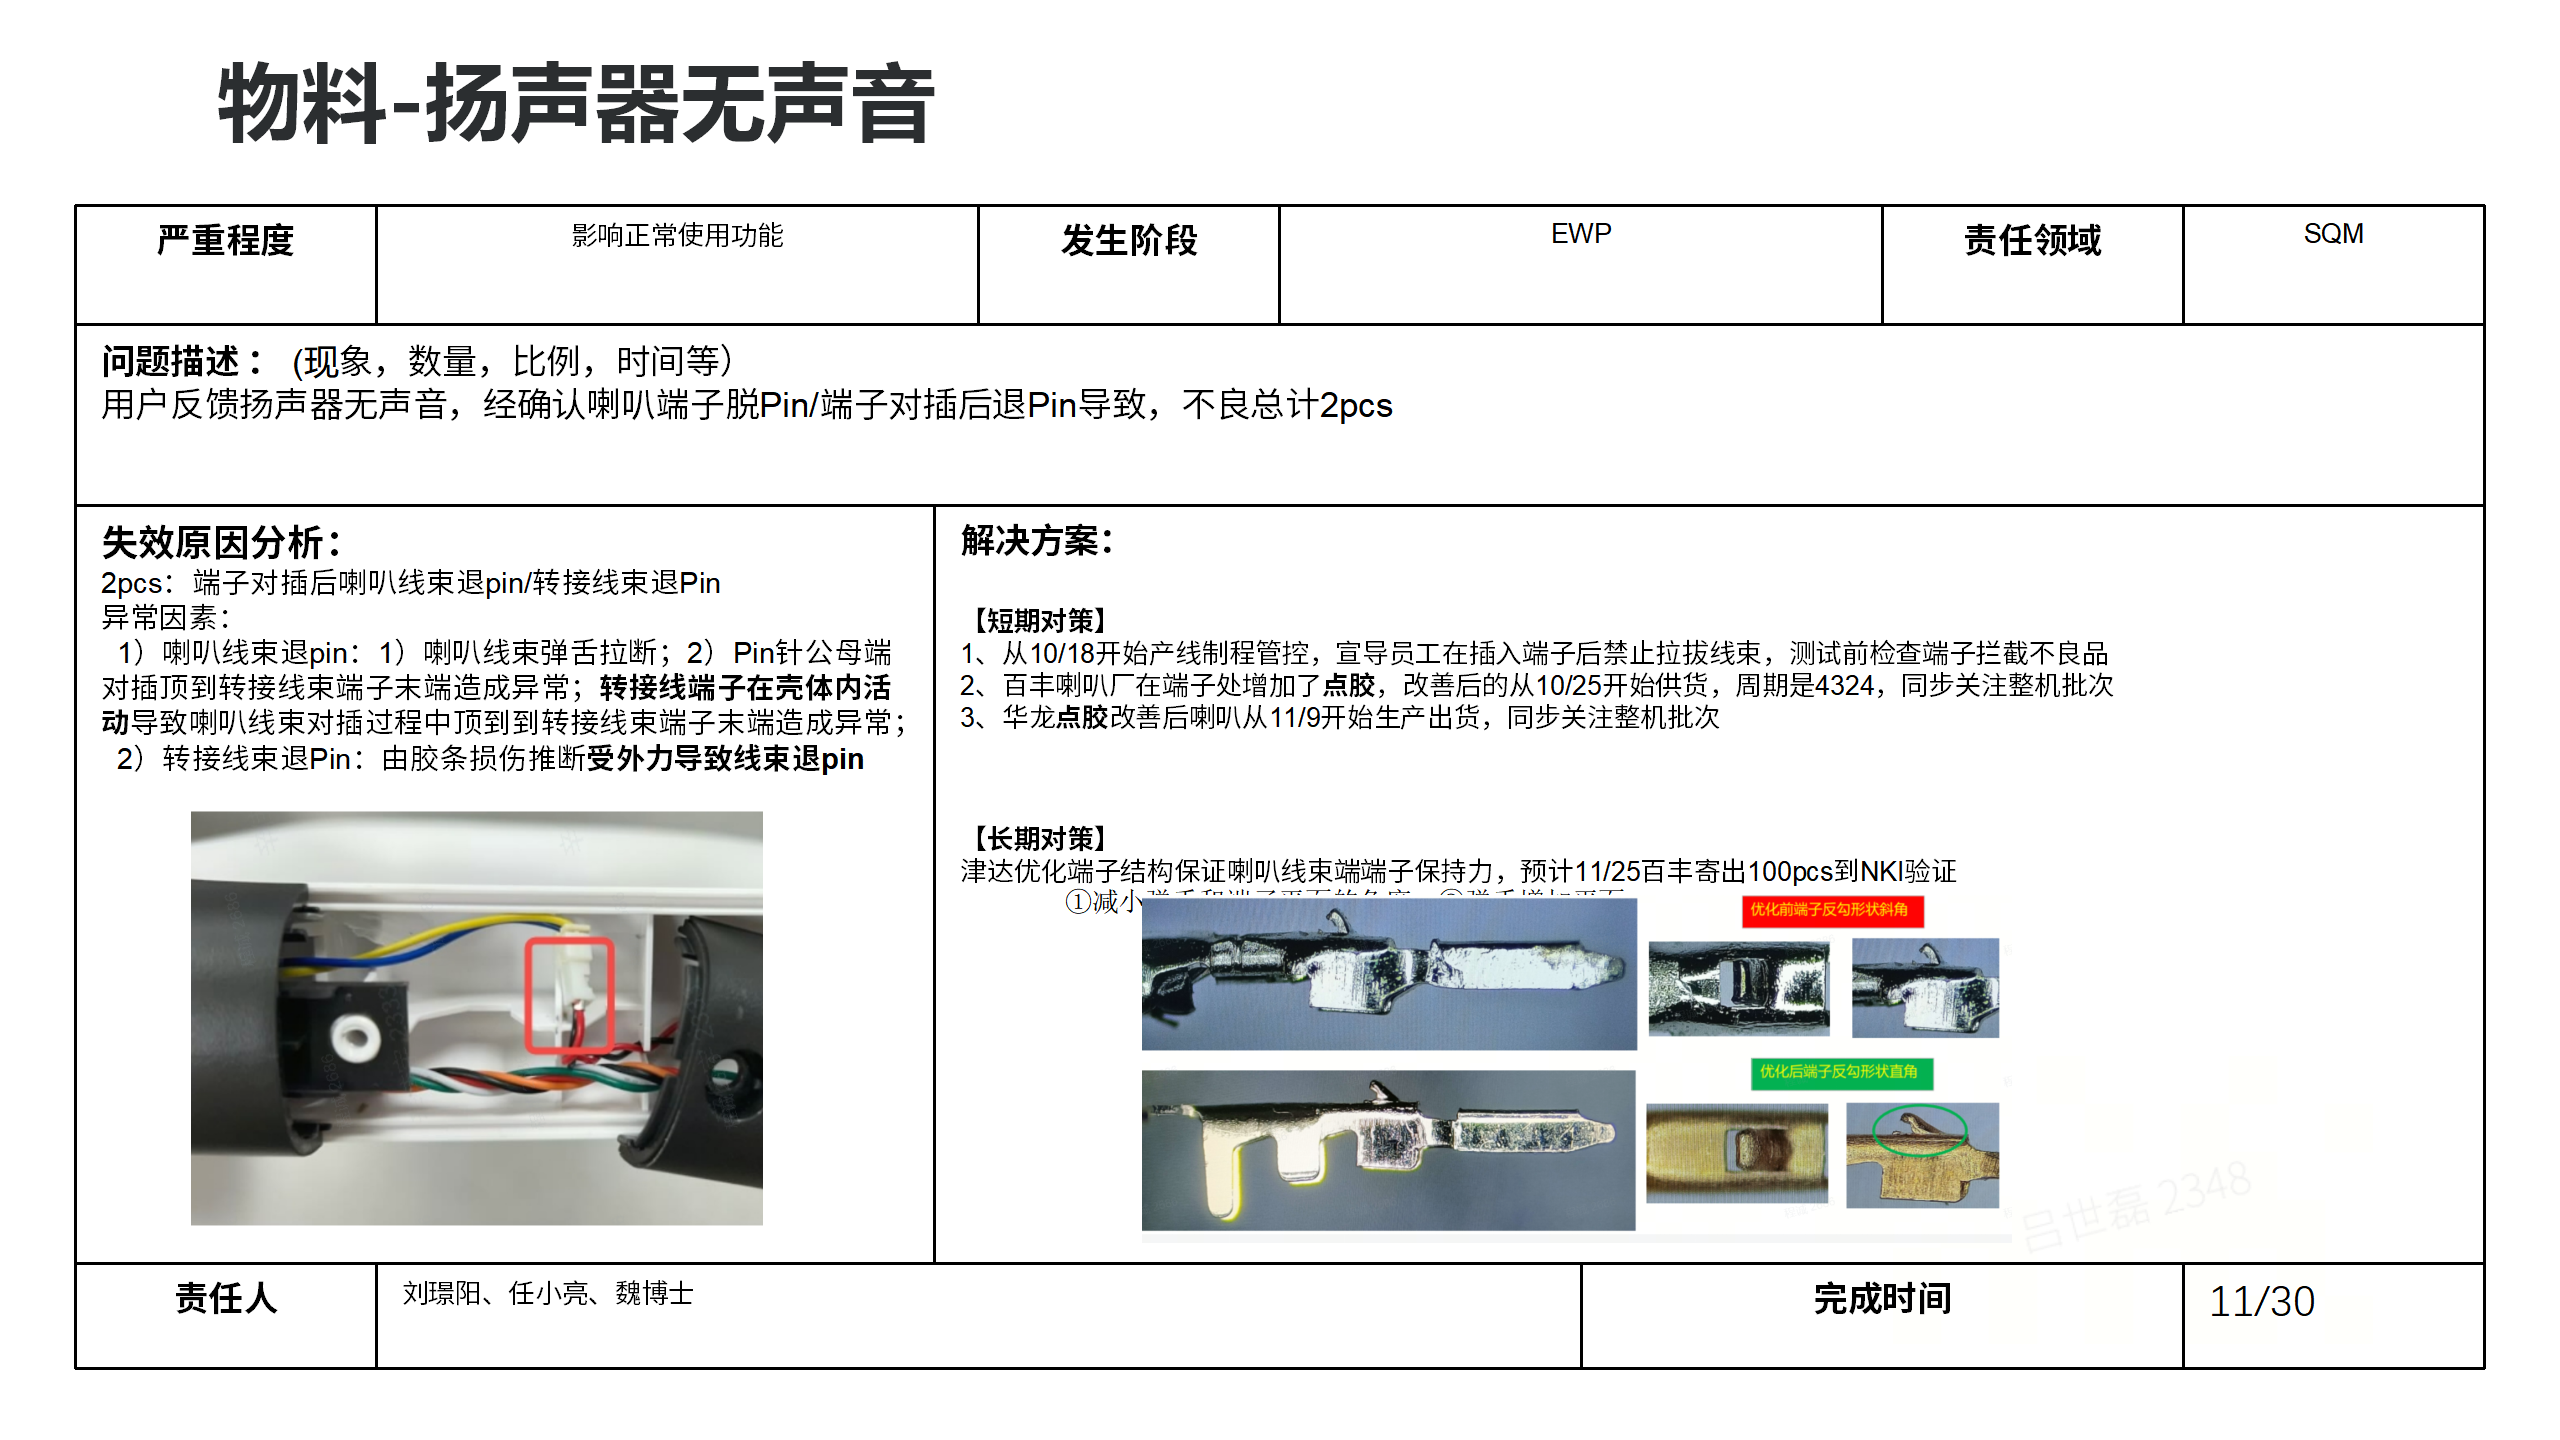 物料-扬声器无声音
严重程度
影响正常使用功能
发生阶段
EWP
责任领域
SQM
问题描述： (现象，数量，比例，时间等）
用户反馈扬声器无声音，经确认喇叭端子脱Pin/端子对插后退Pin导致，不良总计2pcs
失效原因分析：
2pcs：端子对插后喇叭线束退pin/转接线束退Pin
异常因素：
1）喇叭线束退pin：1）喇叭线束弹舌拉断；2）Pin针公母端
对插顶到转接线束端子末端造成异常；转接线端子在壳体内活
动导致喇叭线束对插过程中顶到到转接线束端子末端造成异常；
2）转接线束退Pin：由胶条损伤推断受外力导致线束退pin
解决方案：
【短期对策】
1、从10/18开始产线制程管控，宣导员工在插入端子后禁止拉拔线束，测试前检查端子拦截不良品
2、百丰喇叭厂在端子处增加了点胶，改善后的从10/25开始供货，周期是4324，同步关注整机批次
3、华龙点胶改善后喇叭从11/9开始生产出货，同步关注整机批次
【长期对策】
津达优化端子结构保证喇叭线束端端子保持力，预计11/25百丰寄出100pcs到NKI验证
①减小
优化前端子反勾形状斜角
优化后端子反勾形状直角
吕世磊 2348
责任人
刘璟阳、任小亮、魏博士
完成时间
11/30